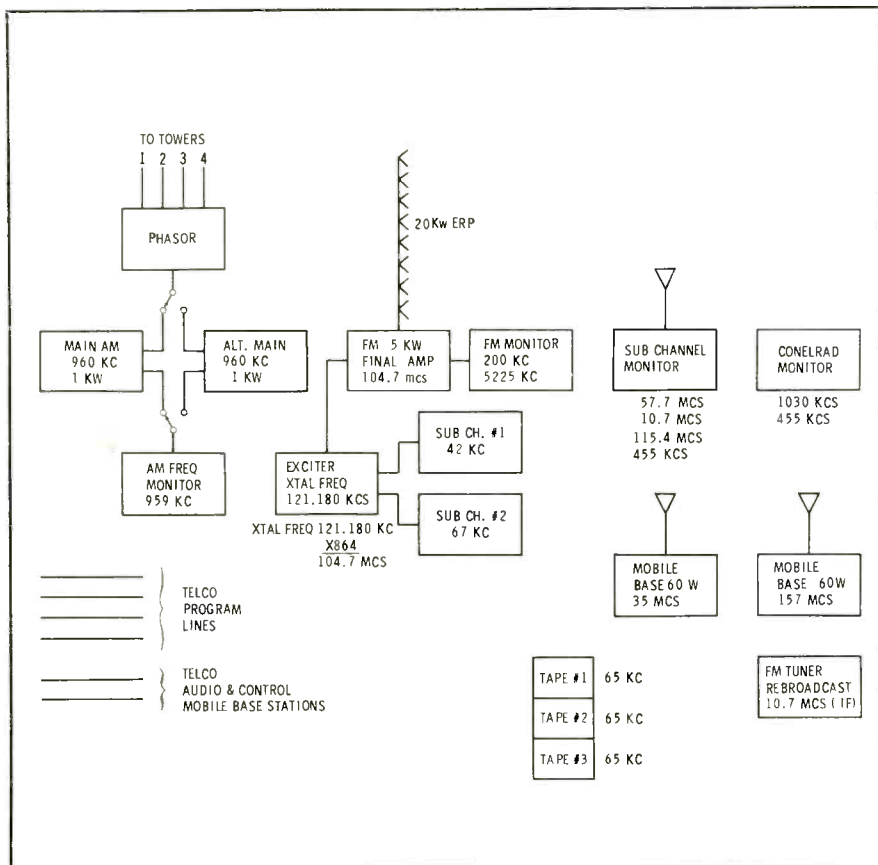 TO TOWERS
1 2 3 4
PHASOR
20Kw ERP
MAIN AM
960 KC
1 KW
ALT. MAIN
960 KC
1 KW
FM 5 KW
FINAL AMP
104.7 mcs
FM MONITOR
200 KC
5225 KC
SUB CHANNEL
MONITOR
57.7 MCS
10.7 MCS
115.4 MCS
455 KCS
CONELRAD
MONITOR
1030 KCS
455 KCS
AM FREQ
MONITOR
959 KC
EXCITER
XTAL FREQ
121.180 KCS
SUB CH. #1
42 KC
SUB CH. #2
67 KC
XTAL FREQ 121.180 KC
X864
104.7 MCS
MOBILE
BASE 60 W
35 MCS
MOBILE
BASE 60W
157 MCS
TELCO
PROGRAM
LINES
TELCO
AUDIO & CONTROL
MOBILE BASE STATIONS
TAPE #1 65 KC
TAPE #2 65 KC
TAPE #3 65 KC
FM TUNER
REBROADCAST
10.7 MCS (IF)